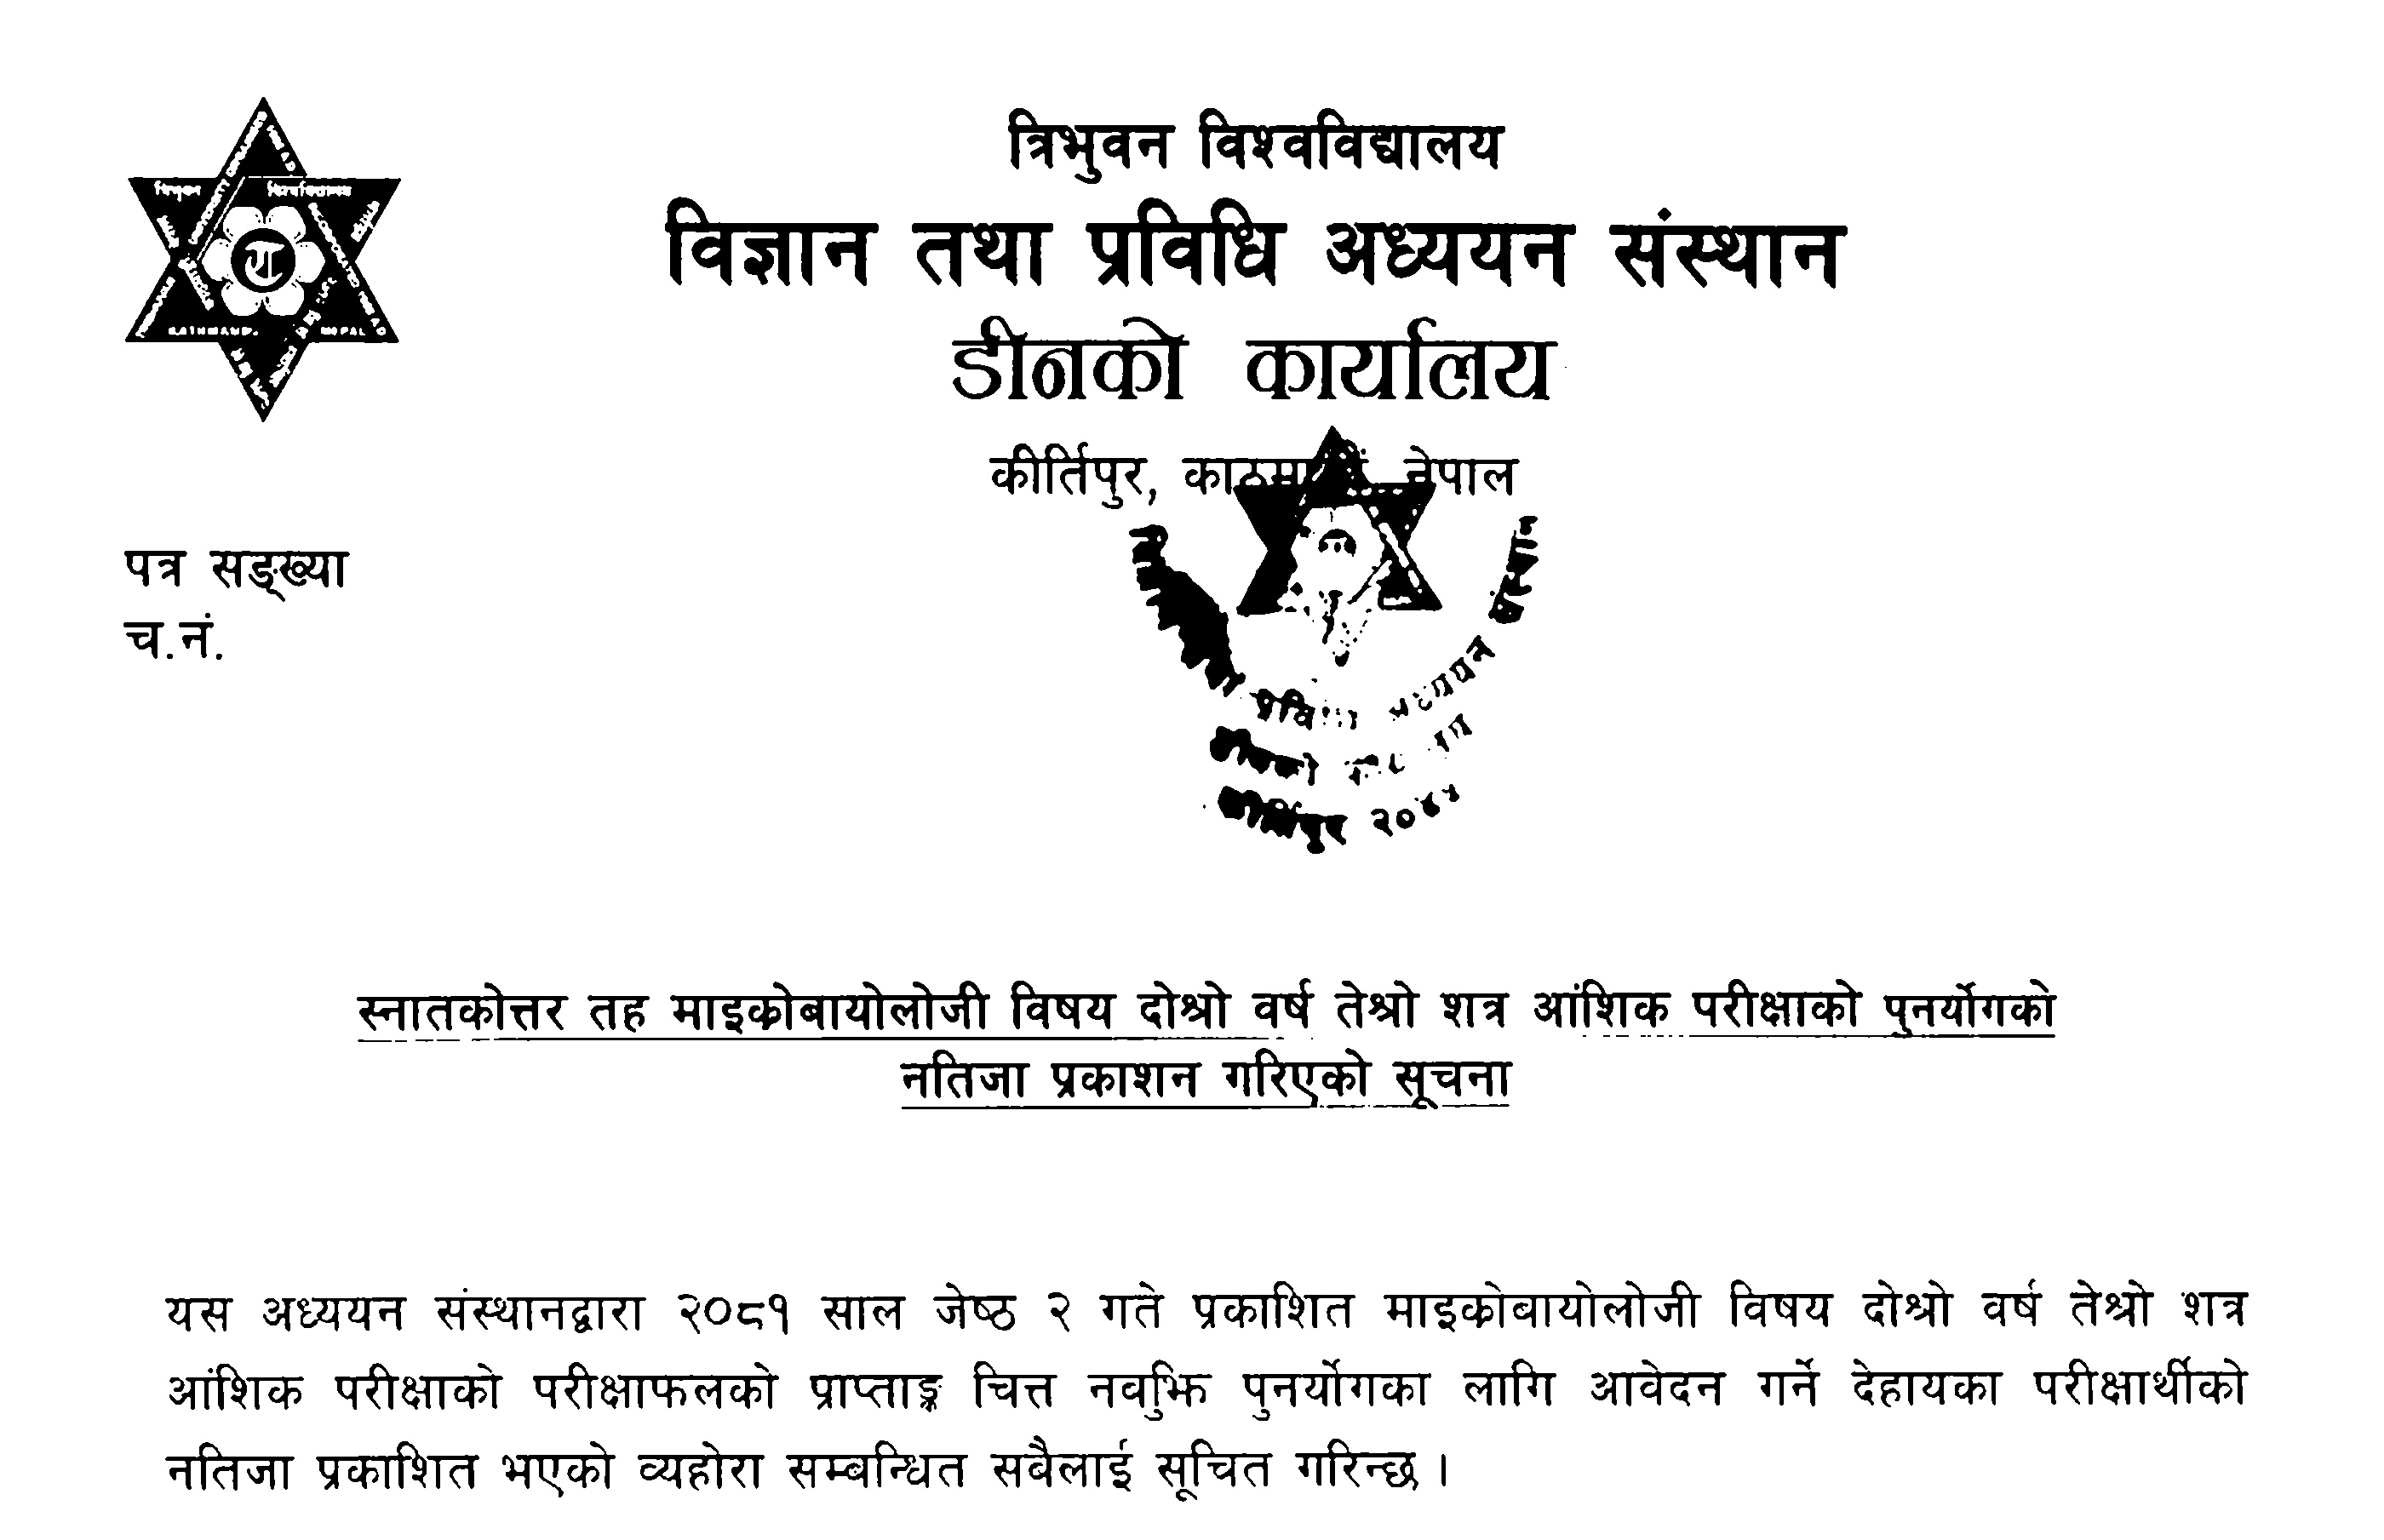 त्रिभुवन विश्वविद्यालय
विज्ञान तथा प्रविधि अध्ययन संस्थान
डीनको कार्यालय
कीर्तिपुर, नेपाल
पत्र सङ्ख्या
च.नं.
अध्ययन
कीर्तिपुर
स्नातकोत्तर तह माइक्रोबायोलोजी विषय दोश्रो वर्ष तेश्रो शत्र आंशिक परीक्षाको पुनर्योगको
नतिजा प्रकाशन गरिएको सूचना
यस अध्ययन संस्थानद्वारा २०८१ साल जेष्ठ २ गते प्रकाशित माइक्रोबायोलोजी विषय दोश्रो वर्ष तेश्रो शत्र
आंशिक परीक्षाको परीक्षाफलको प्राप्ताङ्क चित्त नवुझि पुनर्योगका लागि आवेदन गर्ने देहायका परीक्षार्थीको
नतिजा प्रकाशित भएको व्यहोरा सम्बन्धित सबैलाई सूचित गरिन्छ ।